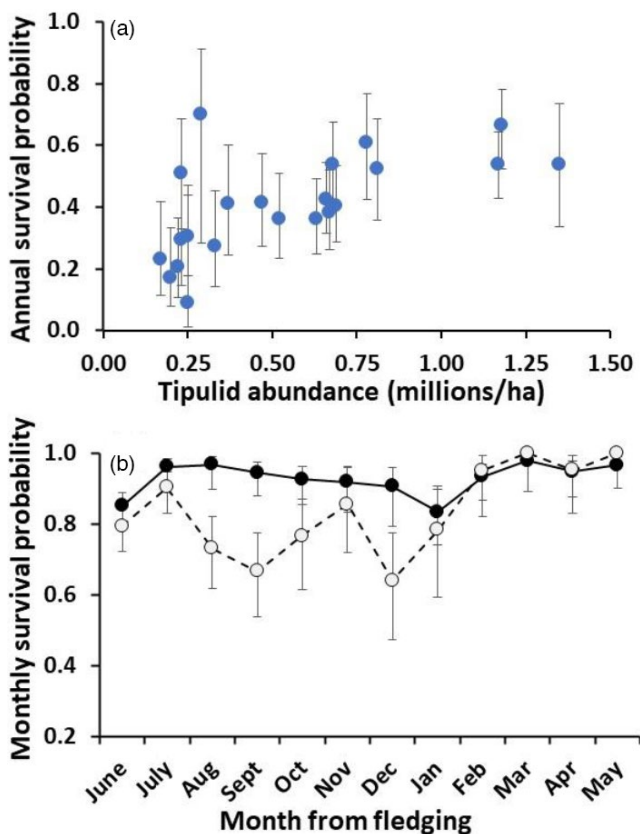 (a)
Annual survival probability
1.0
0.8
0.6
0.4
0.2
0.0
0.00 0.25 0.50 0.75 1.00 1.25 1.50
Tipulid abundance (millions/ha)
(b)
Monthly survival probability
1.0
0.8
0.6
0.4
0.2
June July Aug Sept Oct Nov Dec Jan Feb Mar Apr May
Month from fledging